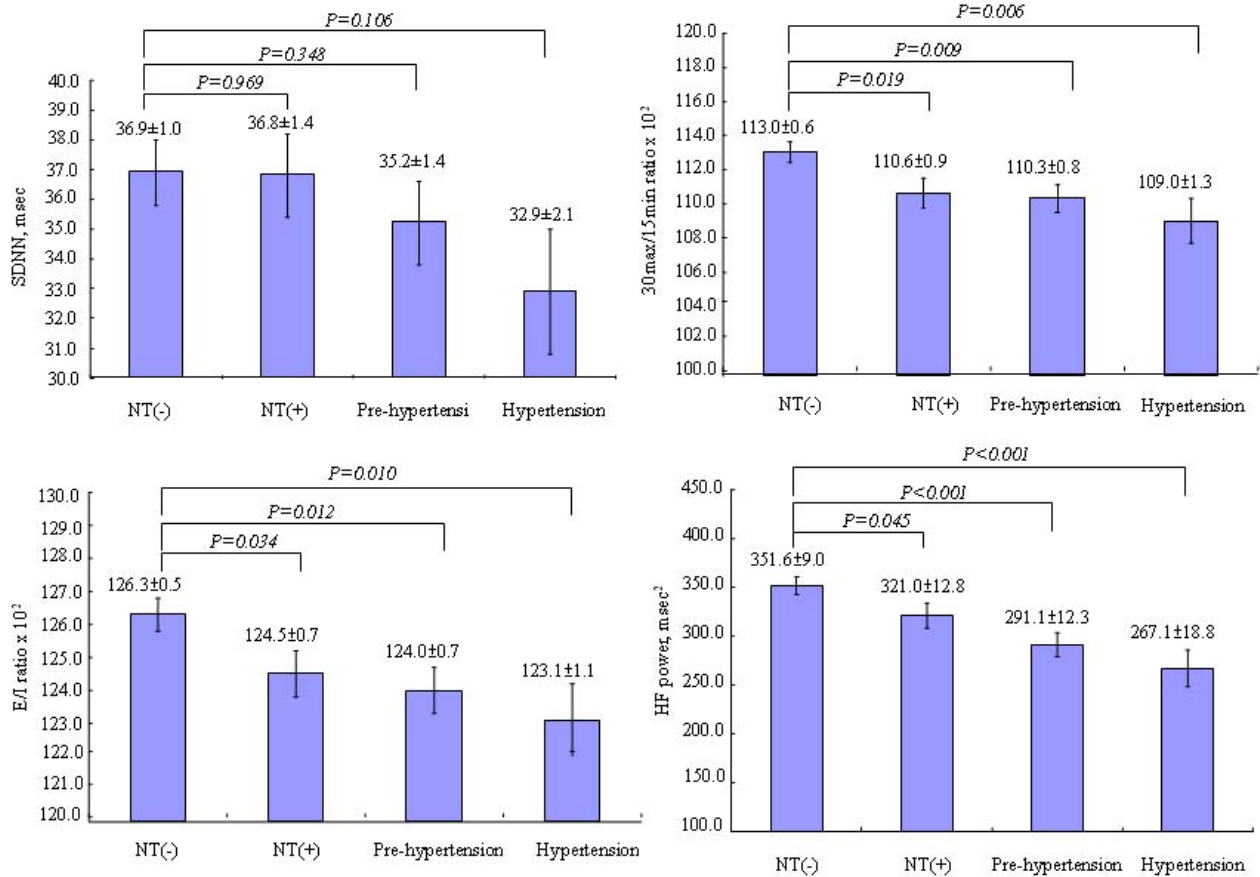 P=0.106
P=0.348
P=0.969
40.0
39.0
38.0
37.0
36.0
35.0
34.0
33.0
32.0
31.0
30.0
SDNN, msec
36.9±1.0
36.8±1.4
35.2±1.4
32.9±2.1
NT(-) NT(+) Pre-hypertensi Hypertension
P=0.006
P=0.009
P=0.019
120.0
118.0
116.0
114.0
112.0
110.0
108.0
106.0
104.0
102.0
100.0
30max/15min ratio x 10²
113.0±0.6
110.6±0.9
110.3±0.8
109.0±1.3
NT(-) NT(+) Pre-hypertension Hypertension
P=0.010
P=0.012
P=0.034
130.0
129.0
128.0
127.0
126.0
125.0
124.0
123.0
122.0
121.0
120.0
E/I ratio x 10²
126.3±0.5
124.5±0.7
124.0±0.7
123.1±1.1
NT(-) NT(+) Pre-hypertension Hypertension
P<0.001
P<0.001
P=0.045
450.0
400.0
350.0
300.0
250.0
200.0
150.0
100.0
HF power, msec²
351.6±9.0
321.0±12.8
291.1±12.3
267.1±18.8
NT(-) NT(+) Pre-hypertension Hypertension